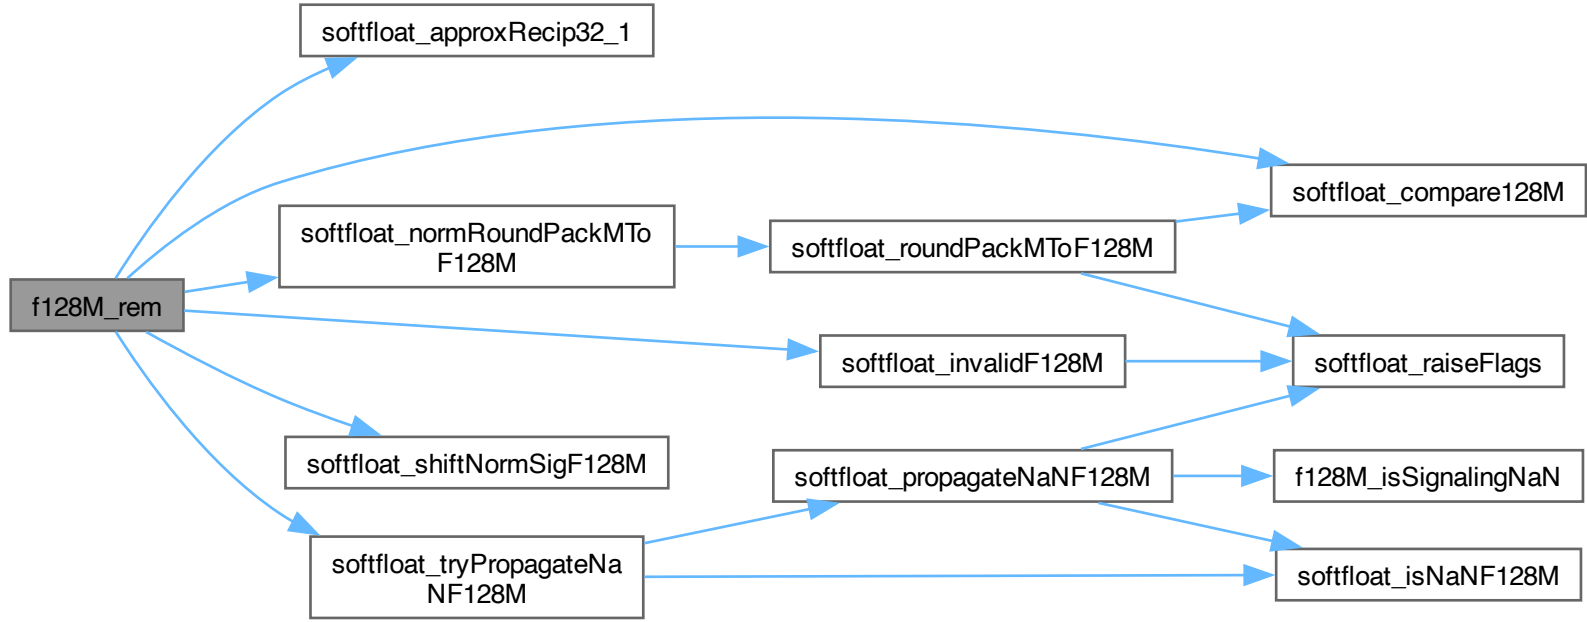 softfloat_approxRecip32_1
softfloat_compare128M
softfloat_normRoundPackMTo
F128M
softfloat_roundPackMToF128M
f128M_rem
softfloat_invalidF128M
softfloat_raiseFlags
softfloat_shiftNormSigF128M
softfloat_propagateNaNF128M
f128M_isSignalingNaN
softfloat_tryPropagateNa
NF128M
softfloat_isNaNF128M